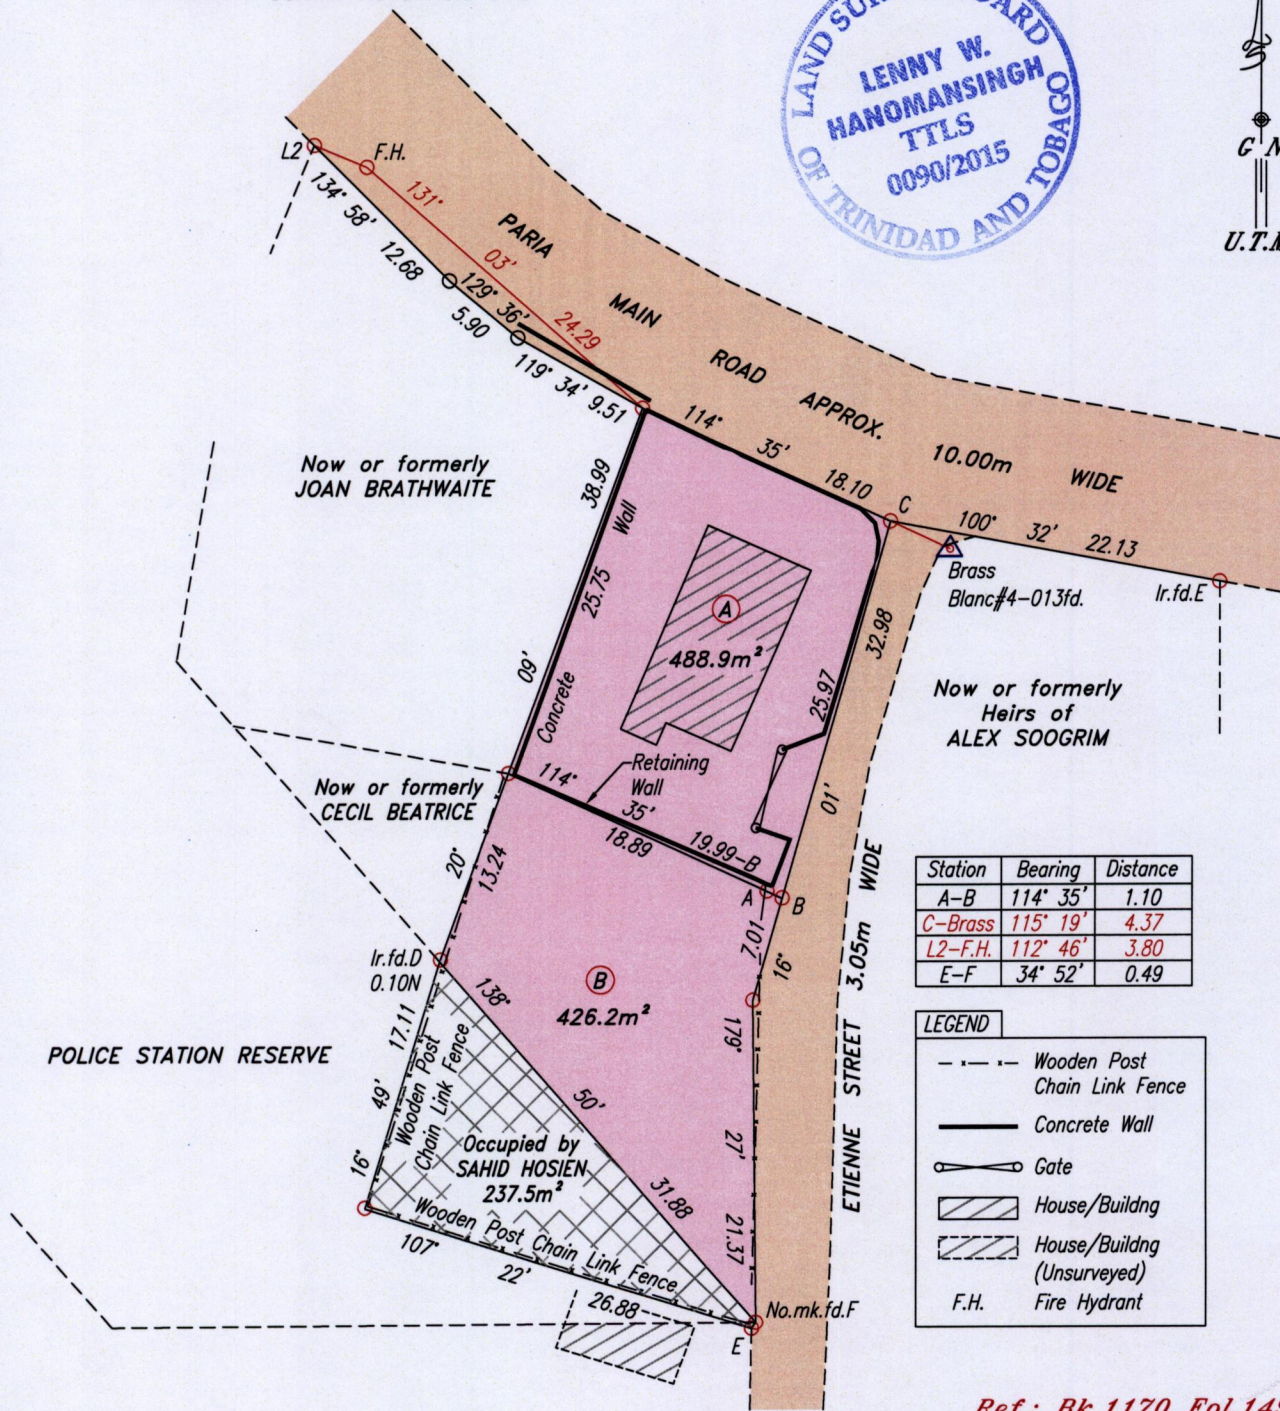 LAND SURVEY BOARD
OF TRINIDAD AND TOBAGO
LENNY W.
HANOMANSINGH
TTLS
0090/2015
G N
L2
F.H.
134° 58'
12.68
131°
03'
24.29
129° 36'
5.90
119° 34' 9.51
PARIA MAIN ROAD APPROX. 10.00m WIDE
114° 35' 18.10
C
100° 32' 22.13
Brass
Blanc#4-013fd.
Ir.fd.E
Now or formerly
JOAN BRATHWAITE
38.99
Wall
25.75
09'
Concrete
A
488.9m²
25.97
32.98
01'
Now or formerly
Heirs of
ALEX SOOGRIM
Retaining
Wall
114°
35'
18.89
19.99-B
A
B
Now or formerly
CECIL BEATRICE
20°
13.24
7.01
16°
Ir.fd.D
0.10N
138°
50'
31.88
B
426.2m²
179°
27'
21.37
ETIENNE STREET 3.05m WIDE
POLICE STATION RESERVE
17.11
49'
16°
Wooden Post
Chain Link Fence
Occupied by
SAHID HOSIEN
237.5m²
Wooden Post Chain Link Fence
107°
22'
26.88
No.mk.fd.F
E
Station Bearing Distance
A-B 114° 35' 1.10
C-Brass 115° 19' 4.37
L2-F.H. 112° 46' 3.80
E-F 34° 52' 0.49
LEGEND
Wooden Post
Chain Link Fence
Concrete Wall
Gate
House/Buildng
House/Buildng
(Unsurveyed)
F.H. Fire Hydrant
Ref: Bk 1170 Fol